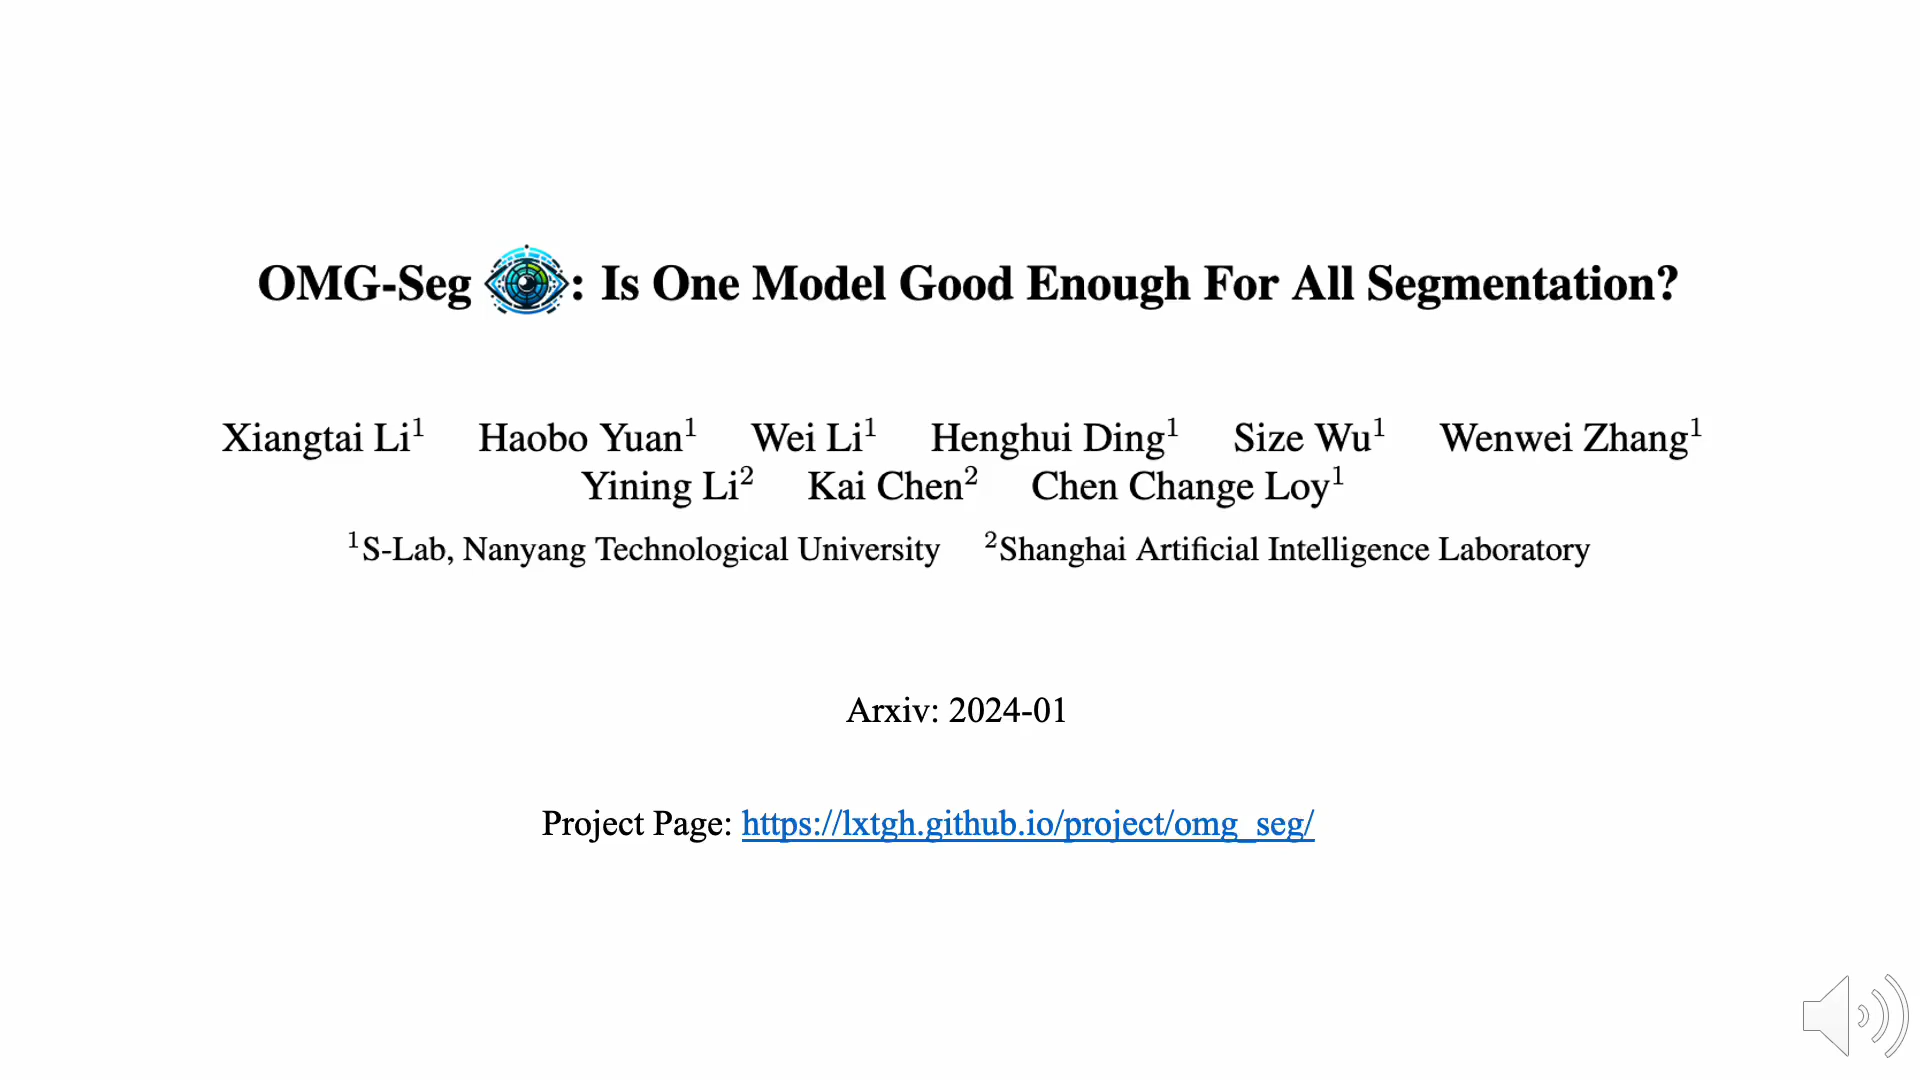 OMG-Seg : Is One Model Good Enough For All Segmentation?
Xiangtai Li¹ Haobo Yuan¹ Wei Li¹ Henghui Ding¹ Size Wu¹ Wenwei Zhang¹
Yining Li² Kai Chen² Chen Change Loy¹
¹S-Lab, Nanyang Technological University ²Shanghai Artificial Intelligence Laboratory
Arxiv: 2024-01
Project Page: https://lxtgh.github.io/project/omg_seg/